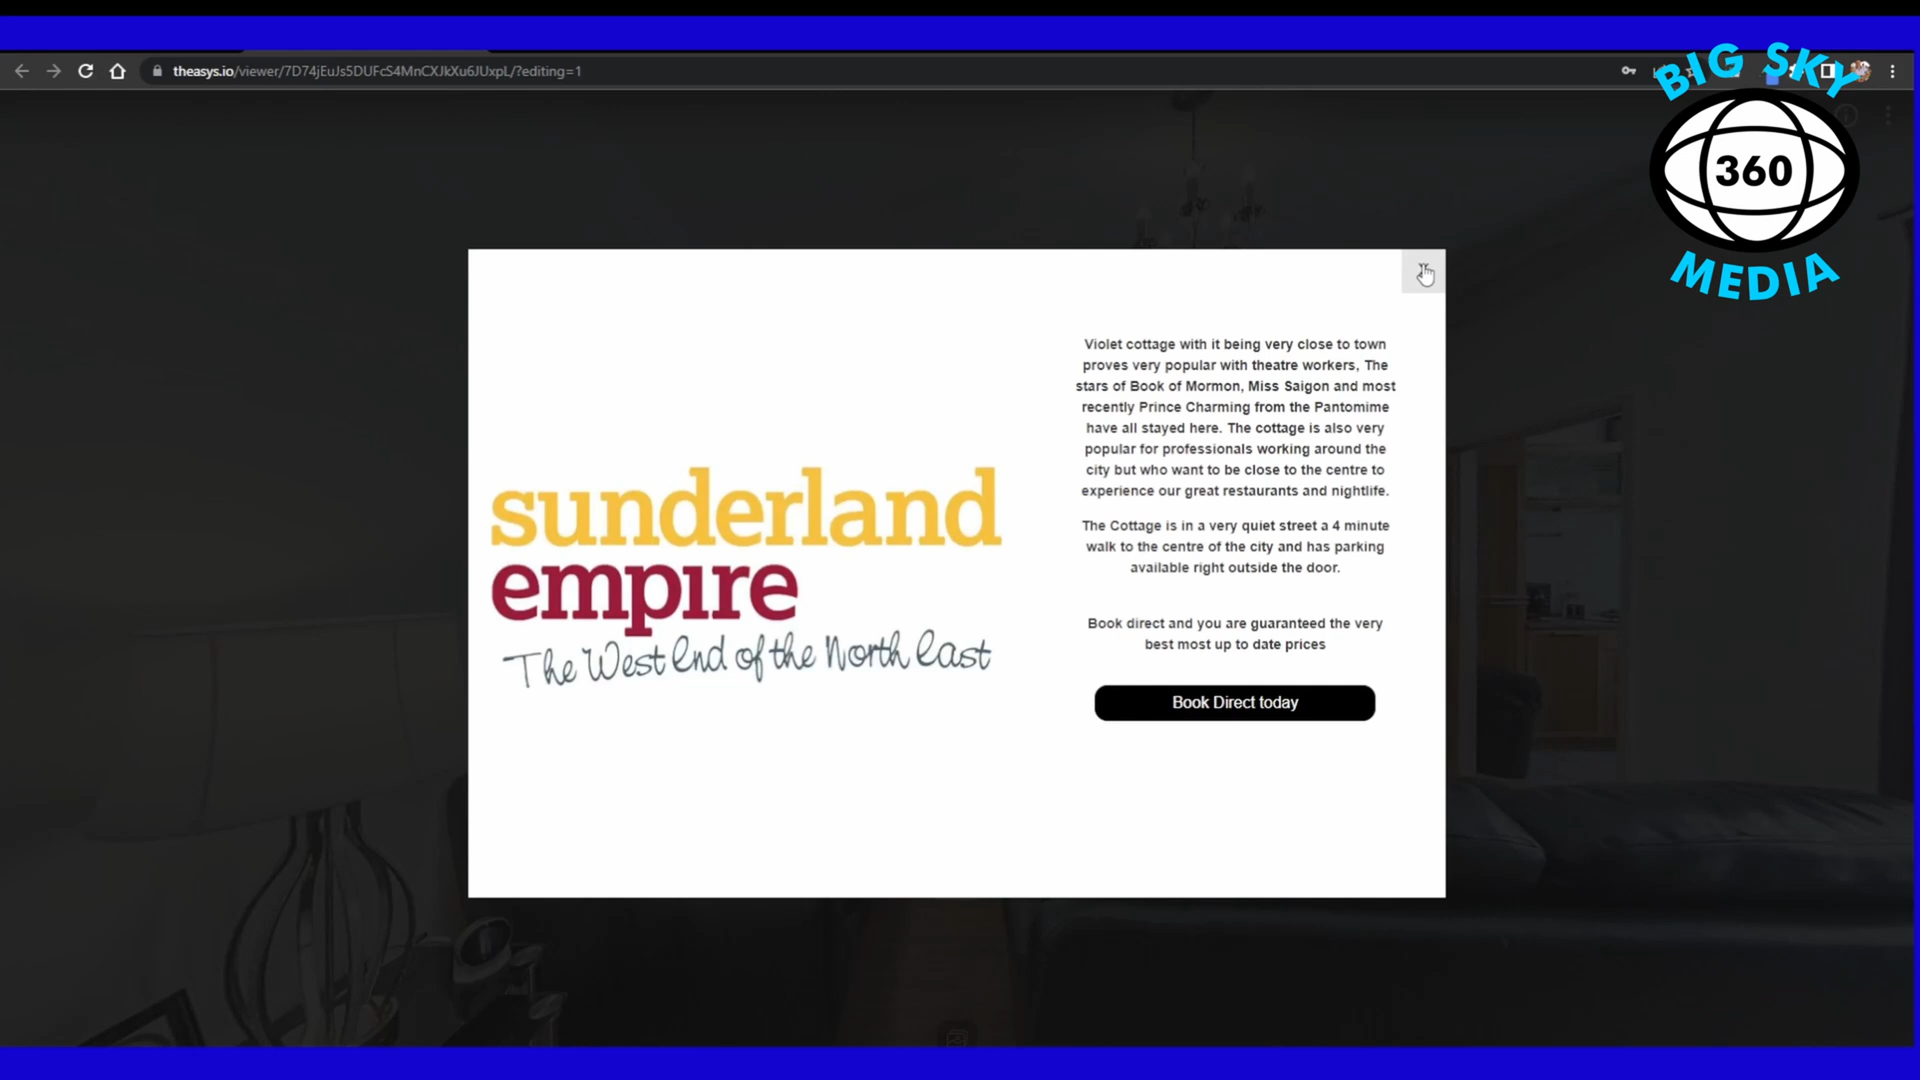 theasys.io/viewer/7D74jEuJs5DUFcS4MnCXJkXu6JUxpL/?editing=1
BIG SKY
360
MEDIA
Violet cottage with it being very close to town
proves very popular with theatre workers, The
stars of Book of Mormon, Miss Saigon and most
recently Prince Charming from the Pantomime
have all stayed here. The cottage is also very
popular for professionals working around the
city but who want to be close to the centre to
experience our great restaurants and nightlife.
The Cottage is in a very quiet street a 4 minute
walk to the centre of the city and has parking
available right outside the door.
Book direct and you are guaranteed the very
best most up to date prices
Book Direct today
sunderland
empire
The West End of the North East